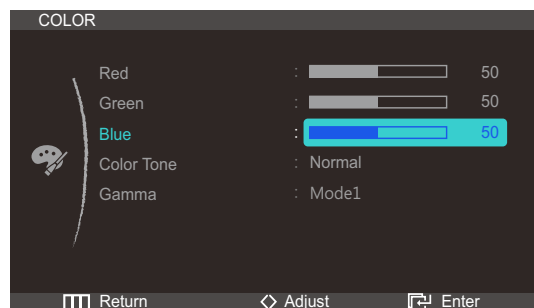 COLOR
Red : 50
Green : 50
Blue : 50
Color Tone : Normal
Gamma : Mode1
Return Adjust Enter